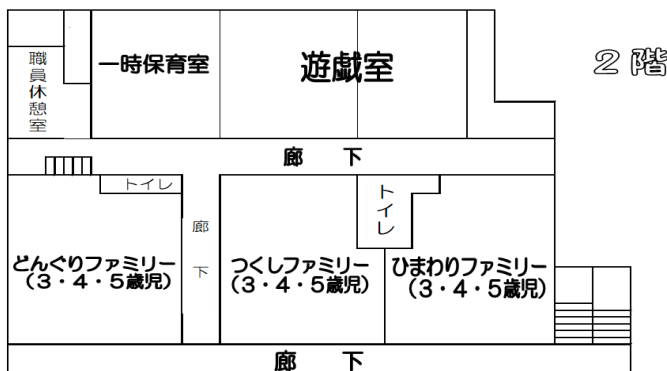 ２階
職員休憩室
一時保育室
遊戯室
廊　下
トイレ
廊下
トイレ
どんぐりファミリー
（３・４・５歳児）
つくしファミリー
（３・４・５歳児）
ひまわりファミリー
（３・４・５歳児）
廊　下